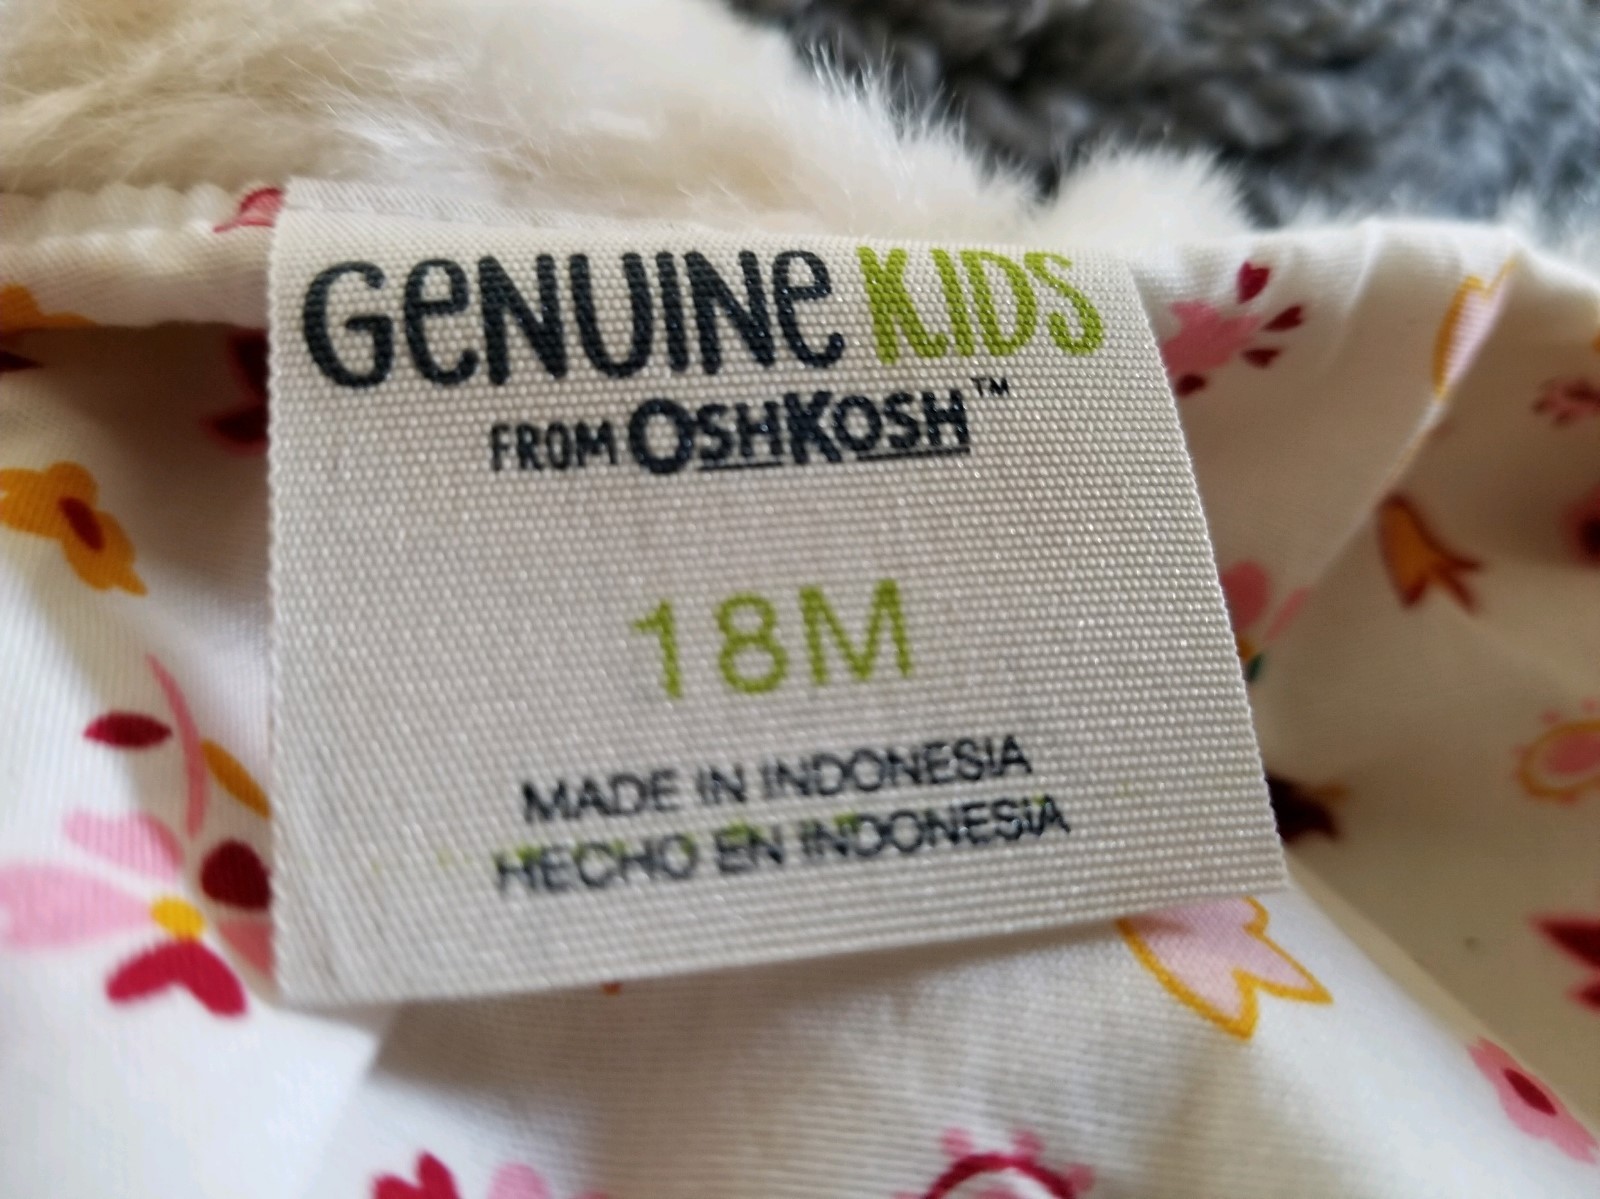 GeNUINe KIDS
FROM OSHKOSH™
18M
MADE IN INDONESIA
HECHO EN INDONESIA